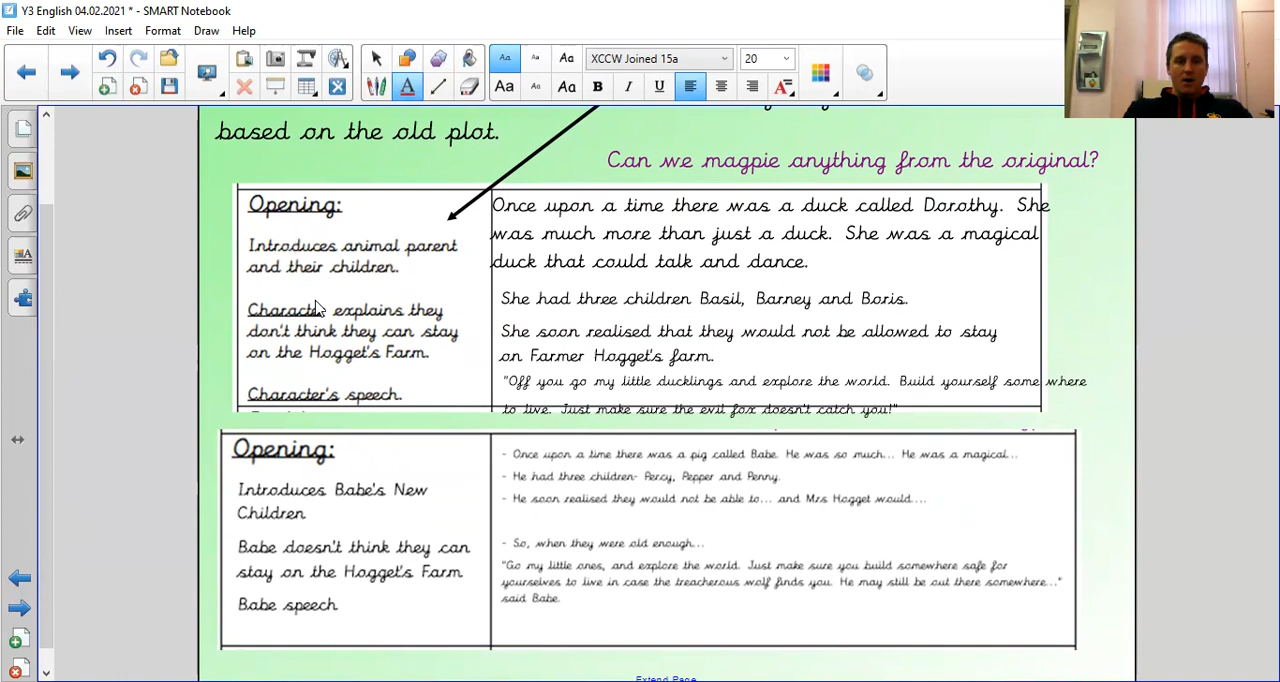 Y3 English 04.02.2021 * - SMART Notebook
File Edit View Insert Format Draw Tools Add-ons Help
XCCW Joined 15a
20
based on the old plot.
Can we magpie anything from the original?
Opening:
Introduces animal parent
and their children.
Character explains they
don't think they can stay
on the Hogget's Farm.
Character's speech.
Once upon a time there was a duck called Dorothy. She
was much more than just a duck. She was a magical
duck that could talk and dance.
She had three children Basil, Barney and Boris.
She soon realised that they would not be allowed to stay
on Farmer Hogget's farm.
"Off you go my little ducklings and explore the world. Build yourself some where
to live. Just make sure the evil fox doesn't catch you!"
Opening:
Introduces Babe's New
Children
Babe doesn't think they can
stay on the Hogget's Farm
Babe speech
- Once upon a time there was a pig called Babe. He was so much... He was a magical...
- He had three children- Percy, Pepper and Penny.
- He soon realised they would not be able to... and Mrs Hogget would....
- So, when they were old enough...
"Go my little ones, and explore the world. Just make sure you build somewhere safe for
yourselves to live in case the treacherous wolf finds you. He may still be out there somewhere..."
said Babe.
Extend Page